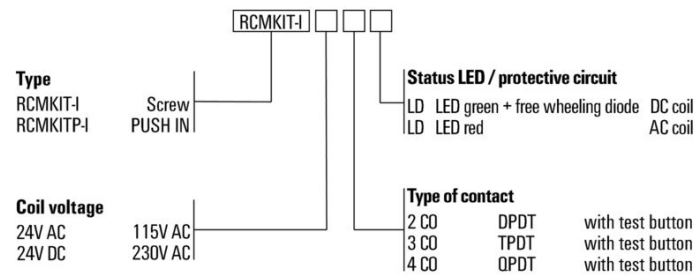 RCMKIT-I
Type
RCMKIT-I Screw
RCMKITP-I PUSH IN
Status LED / protective circuit
LD LED green + free wheeling diode DC coil
LD LED red AC coil
Coil voltage
24V AC 115V AC
24V DC 230V AC
Type of contact
2 CO DPDT with test button
3 CO TPDT with test button
4 CO QPDT with test button